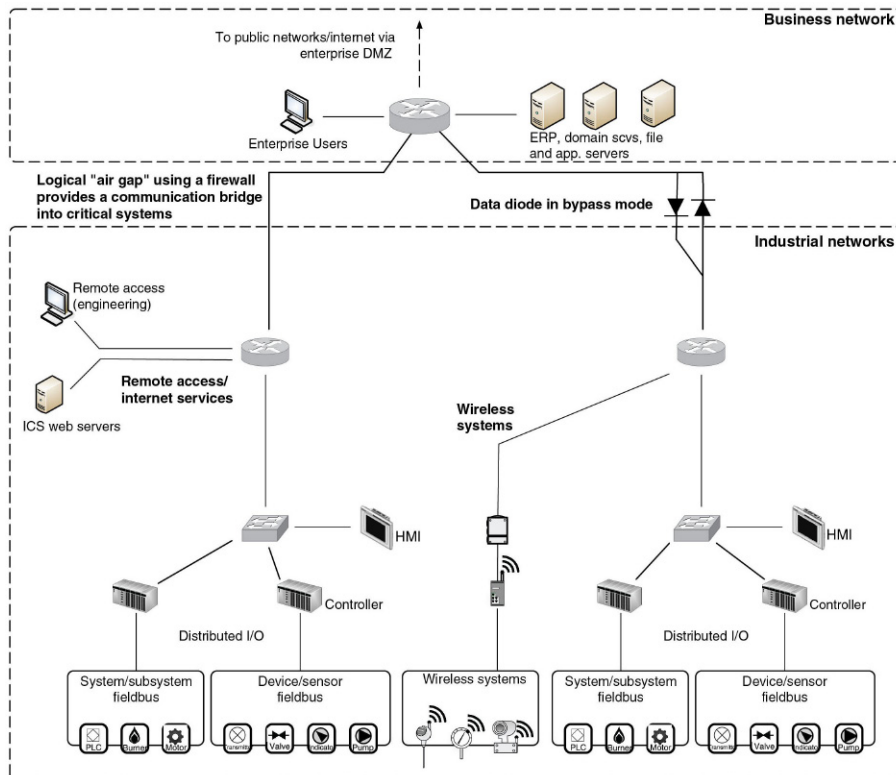 Business network
To public networks/internet via
enterprise DMZ
Enterprise Users
ERP, domain scvs, file
and app. servers
Logical "air gap" using a firewall
provides a communication bridge
into critical systems
Data diode in bypass mode
Industrial networks
Remote access
(engineering)
Remote access/
internet services
ICS web servers
Wireless
systems
HMI
HMI
Controller
Controller
Distributed I/O
Distributed I/O
System/subsystem
fieldbus
PLC
Burner
Motor
Device/sensor
fieldbus
Valve
Indicator
Pump
Wireless systems
System/subsystem
fieldbus
PLC
Burner
Motor
Device/sensor
fieldbus
Valve
Indicator
Pump